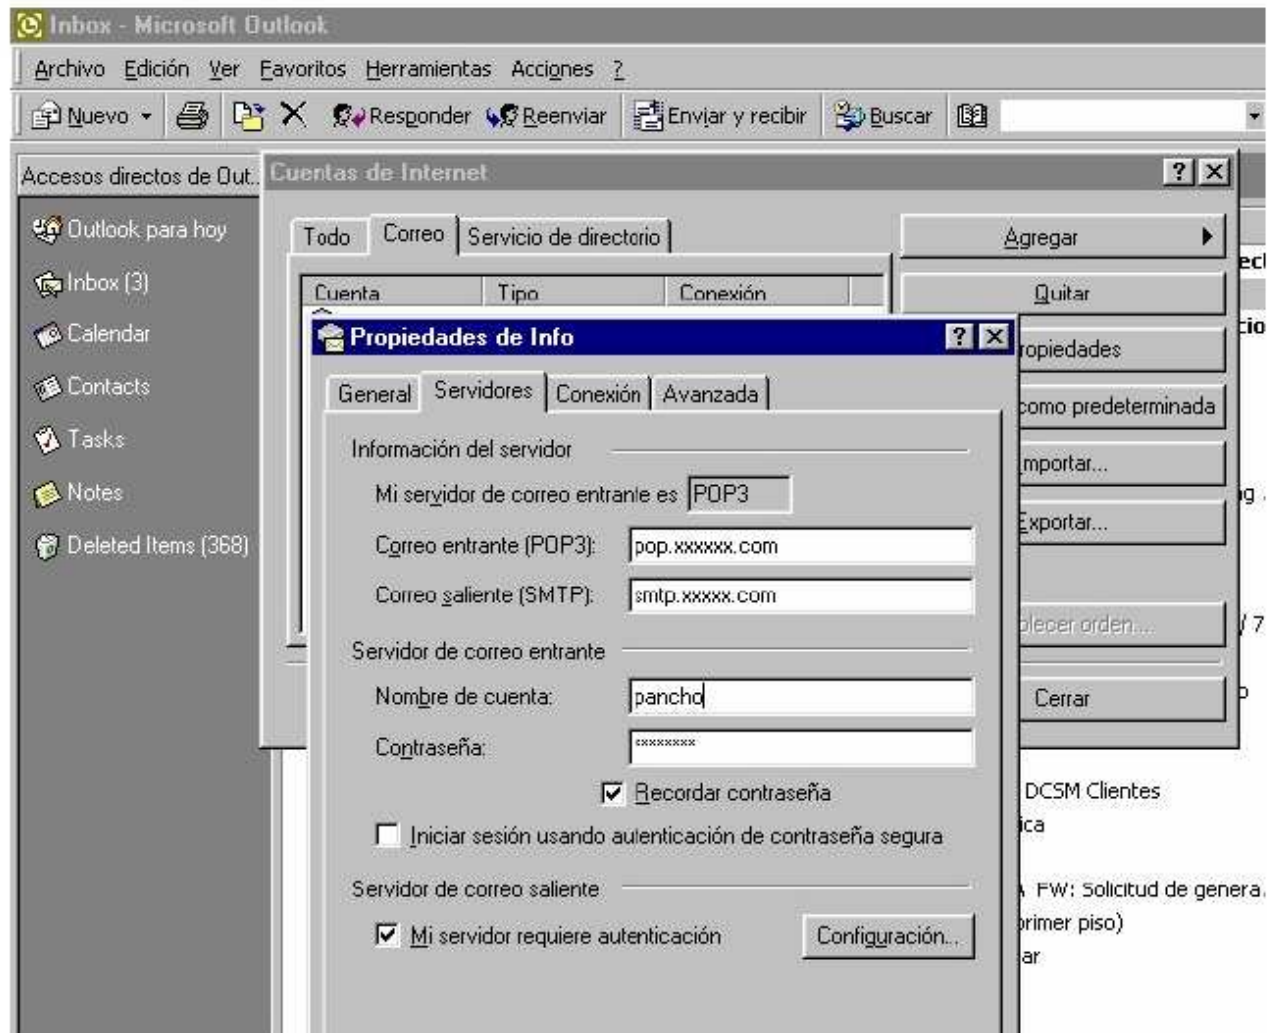 Inbox - Microsoft Outlook
Archivo Edición Ver Favoritos Herramientas Acciones ?
Nuevo Responder Reenviar Enviar y recibir Buscar
Accesos directos de Out..
Outlook para hoy
Inbox (3)
Calendar
Contacts
Tasks
Notes
Deleted Items (368)
Cuentas de Internet
Todo Correo Servicio de directorio
Cuenta Tipo Conexión
Agregar
Quitar
ropiedades
como predeterminada
mportar...
Exportar...
blecer orden...
Cerrar
Propiedades de Info
General Servidores Conexión Avanzada
Información del servidor
Mi servidor de correo entrante es POP3
Correo entrante (POP3): pop.xxxxxx.com
Correo saliente (SMTP): smtp.xxxxx.com
Servidor de correo entrante
Nombre de cuenta: pancho
Contraseña: ********
Recordar contraseña
Iniciar sesión usando autenticación de contraseña segura
Servidor de correo saliente
Mi servidor requiere autenticación Configuración...
DCSM Clientes
ica
FW: Solicitud de genera.
primer piso)
ar